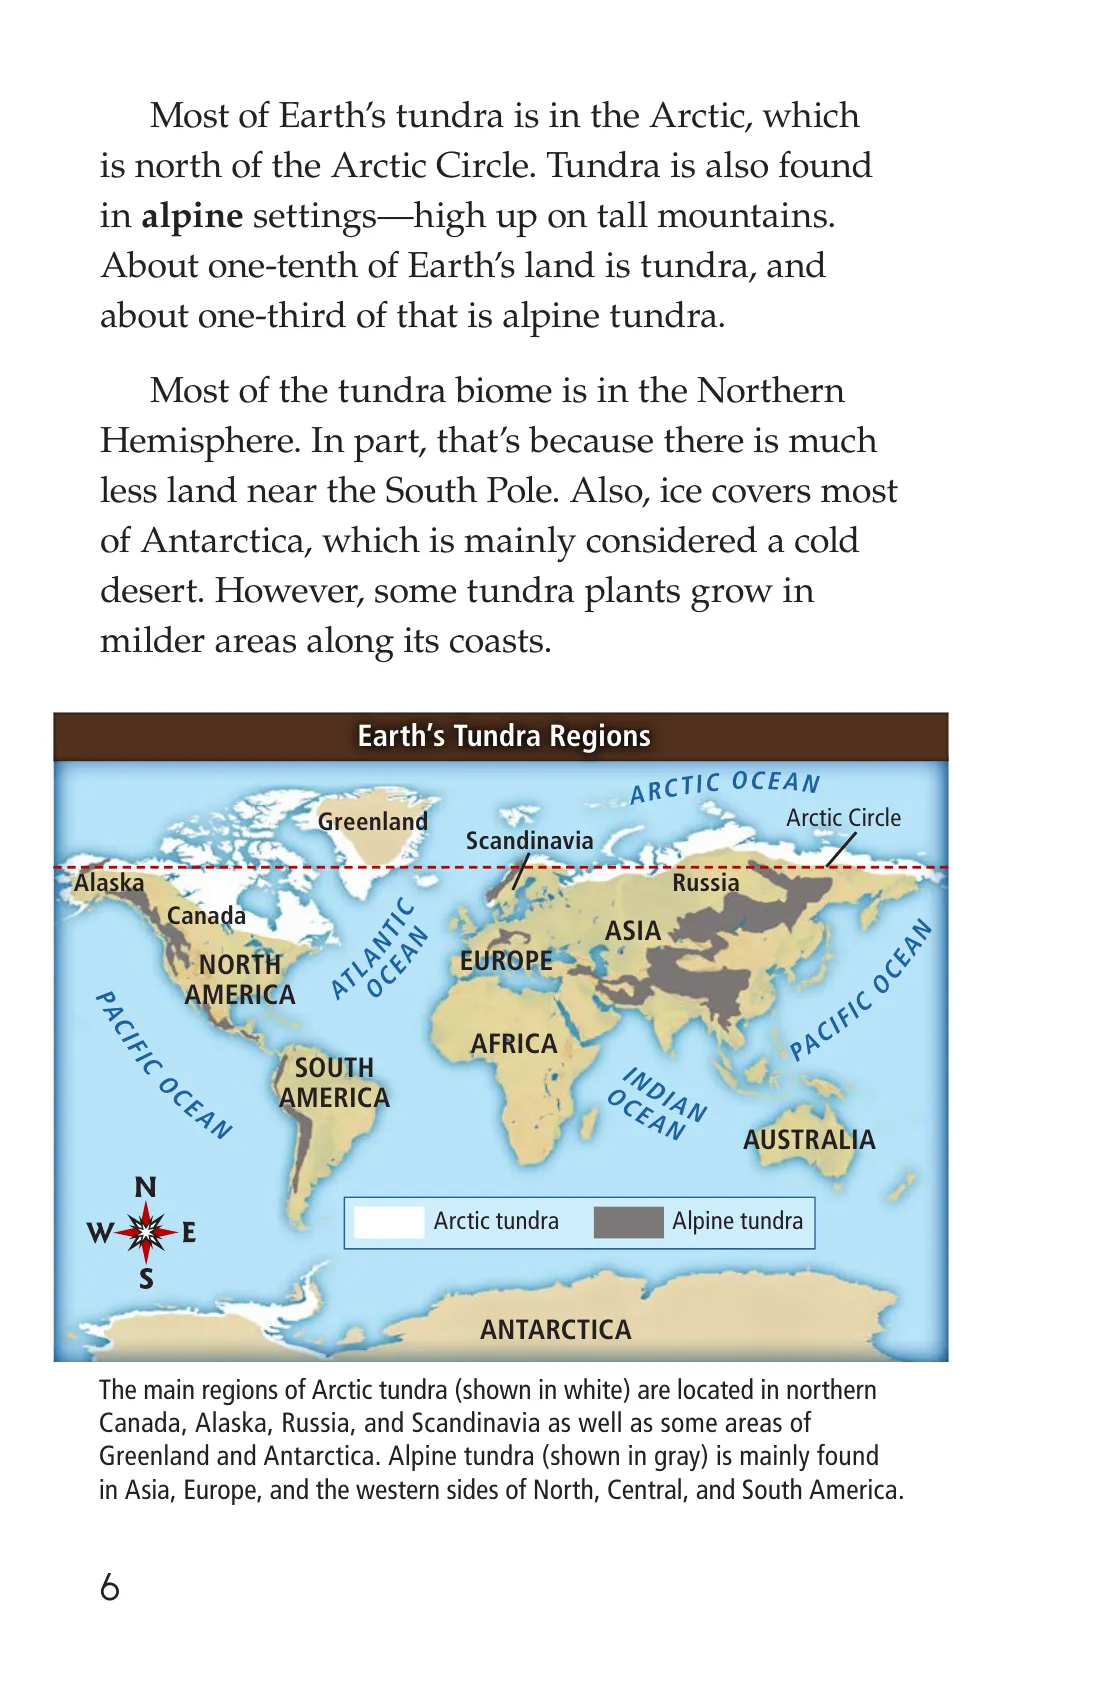 Most of Earth’s tundra is in the Arctic, which
is north of the Arctic Circle. Tundra is also found
in alpine settings—high up on tall mountains.
About one-tenth of Earth’s land is tundra, and
about one-third of that is alpine tundra.
Most of the tundra biome is in the Northern
Hemisphere. In part, that’s because there is much
less land near the South Pole. Also, ice covers most
of Antarctica, which is mainly considered a cold
desert. However, some tundra plants grow in
milder areas along its coasts.
Earth’s Tundra Regions
ARCTIC OCEAN
Greenland
Arctic Circle
Scandinavia
Alaska
Russia
Canada
ATLANTIC
OCEAN
ASIA
EUROPE
NORTH
AMERICA
PACIFIC OCEAN
PACIFIC OCEAN
AFRICA
SOUTH
AMERICA
INDIAN
OCEAN
AUSTRALIA
N
W E
S
Arctic tundra
Alpine tundra
ANTARCTICA
The main regions of Arctic tundra (shown in white) are located in northern
Canada, Alaska, Russia, and Scandinavia as well as some areas of
Greenland and Antarctica. Alpine tundra (shown in gray) is mainly found
in Asia, Europe, and the western sides of North, Central, and South America.
6